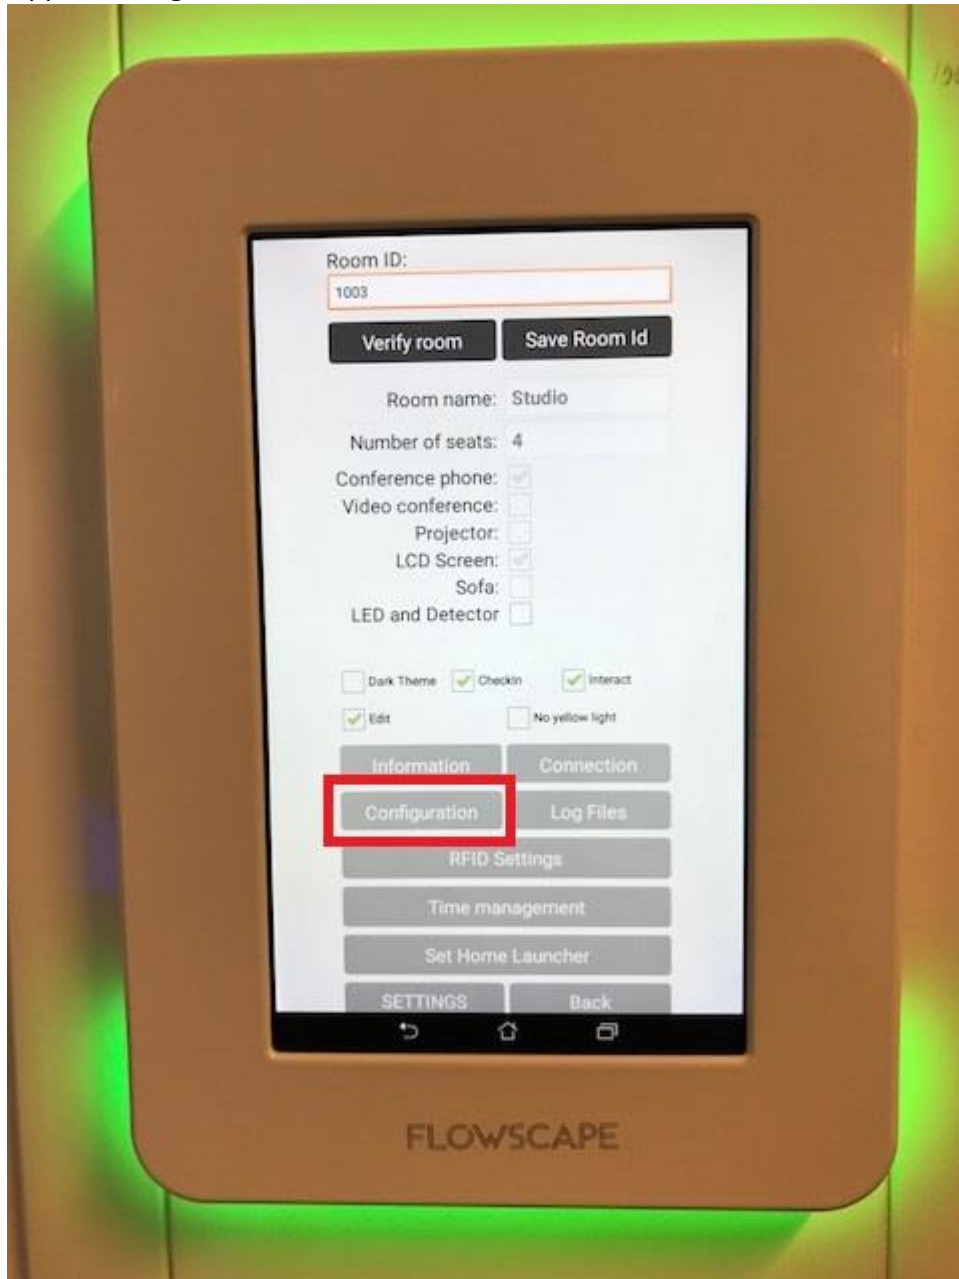 Room ID:
1003
Verify room Save Room Id
Room name: Studio
Number of seats: 4
Conference phone:
Video conference:
Projector:
LCD Screen:
Sofa:
LED and Detector
Dark Theme CheckIn Interact
Edit No yellow light
Information Connection
Configuration Log Files
RFID Settings
Time management
Set Home Launcher
SETTINGS Back
FLOWSCAPE